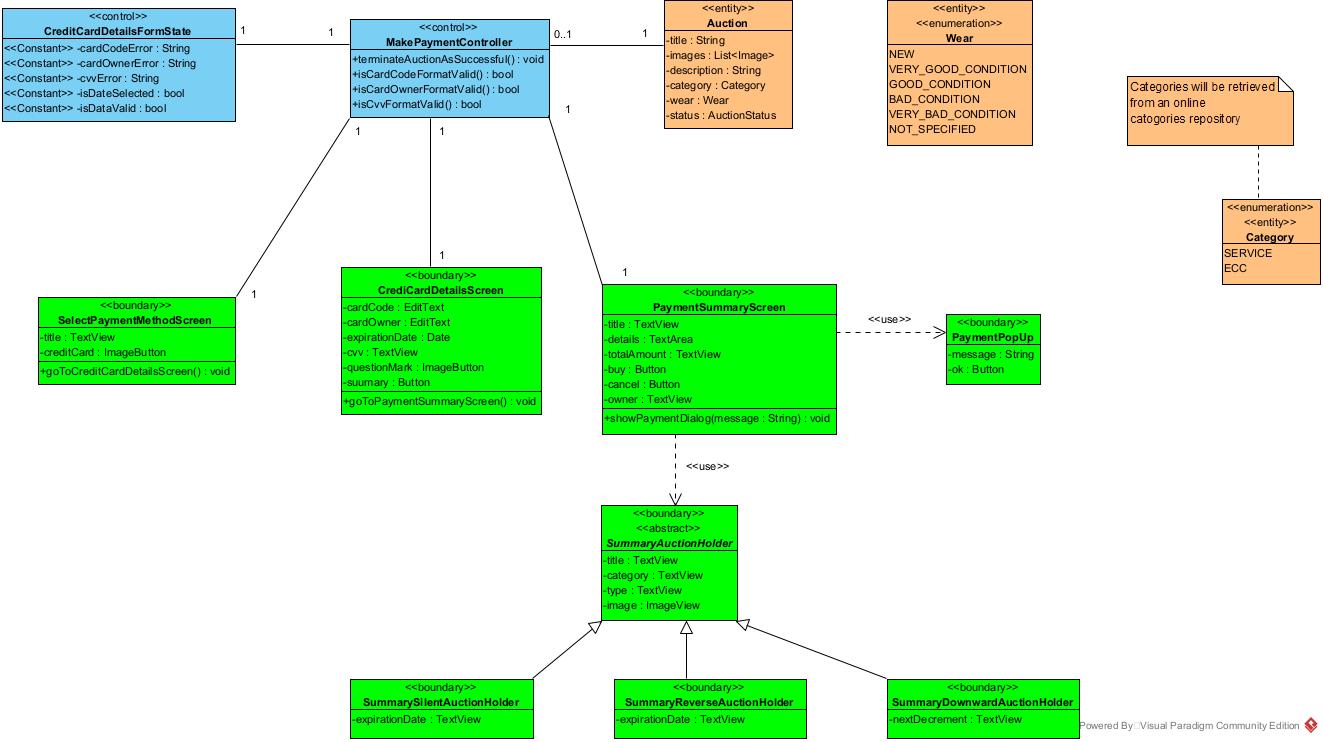 <<control>>
CreditCardDetailsFormState
<<Constant>> -cardCodeError : String
<<Constant>> -cardOwnerError : String
<<Constant>> -cvvError : String
<<Constant>> -isDateSelected : bool
<<Constant>> -isDataValid : bool
1
1
<<control>>
MakePaymentController
+terminateAuctionAsSuccessful() : void
+isCardCodeFormatValid() : bool
+isCardOwnerFormatValid() : bool
+isCvvFormatValid() : bool
0..1
1
<<entity>>
Auction
-title : String
-images : List<Image>
-description : String
-category : Category
-wear : Wear
-status : AuctionStatus
<<entity>>
<<enumeration>>
Wear
NEW
VERY_GOOD_CONDITION
GOOD_CONDITION
BAD_CONDITION
VERY_BAD_CONDITION
NOT_SPECIFIED
Categories will be retrieved
from an online
catogories repository
<<enumeration>>
<<entity>>
Category
SERVICE
ECC
1
1
1
1
1
1
<<boundary>>
SelectPaymentMethodScreen
-title : TextView
-creditCard : ImageButton
+goToCreditCardDetailsScreen() : void
<<boundary>>
CrediCardDetailsScreen
-cardCode : EditText
-cardOwner : EditText
-expirationDate : Date
-cvv : TextView
-questionMark : ImageButton
-suumary : Button
+goToPaymentSummaryScreen() : void
<<boundary>>
PaymentSummaryScreen
-title : TextView
-details : TextArea
-totalAmount : TextView
-buy : Button
-cancel : Button
-owner : TextView
+showPaymentDialog(message : String) : void
<<use>>
<<boundary>>
PaymentPopUp
-message : String
-ok : Button
<<use>>
<<boundary>>
<<abstract>>
SummaryAuctionHolder
-title : TextView
-category : TextView
-type : TextView
-image : ImageView
<<boundary>>
SummarySilentAuctionHolder
-expirationDate : TextView
<<boundary>>
SummaryReverseAuctionHolder
-expirationDate : TextView
<<boundary>>
SummaryDownwardAuctionHolder
-nextDecrement : TextView
Powered By Visual Paradigm Community Edition